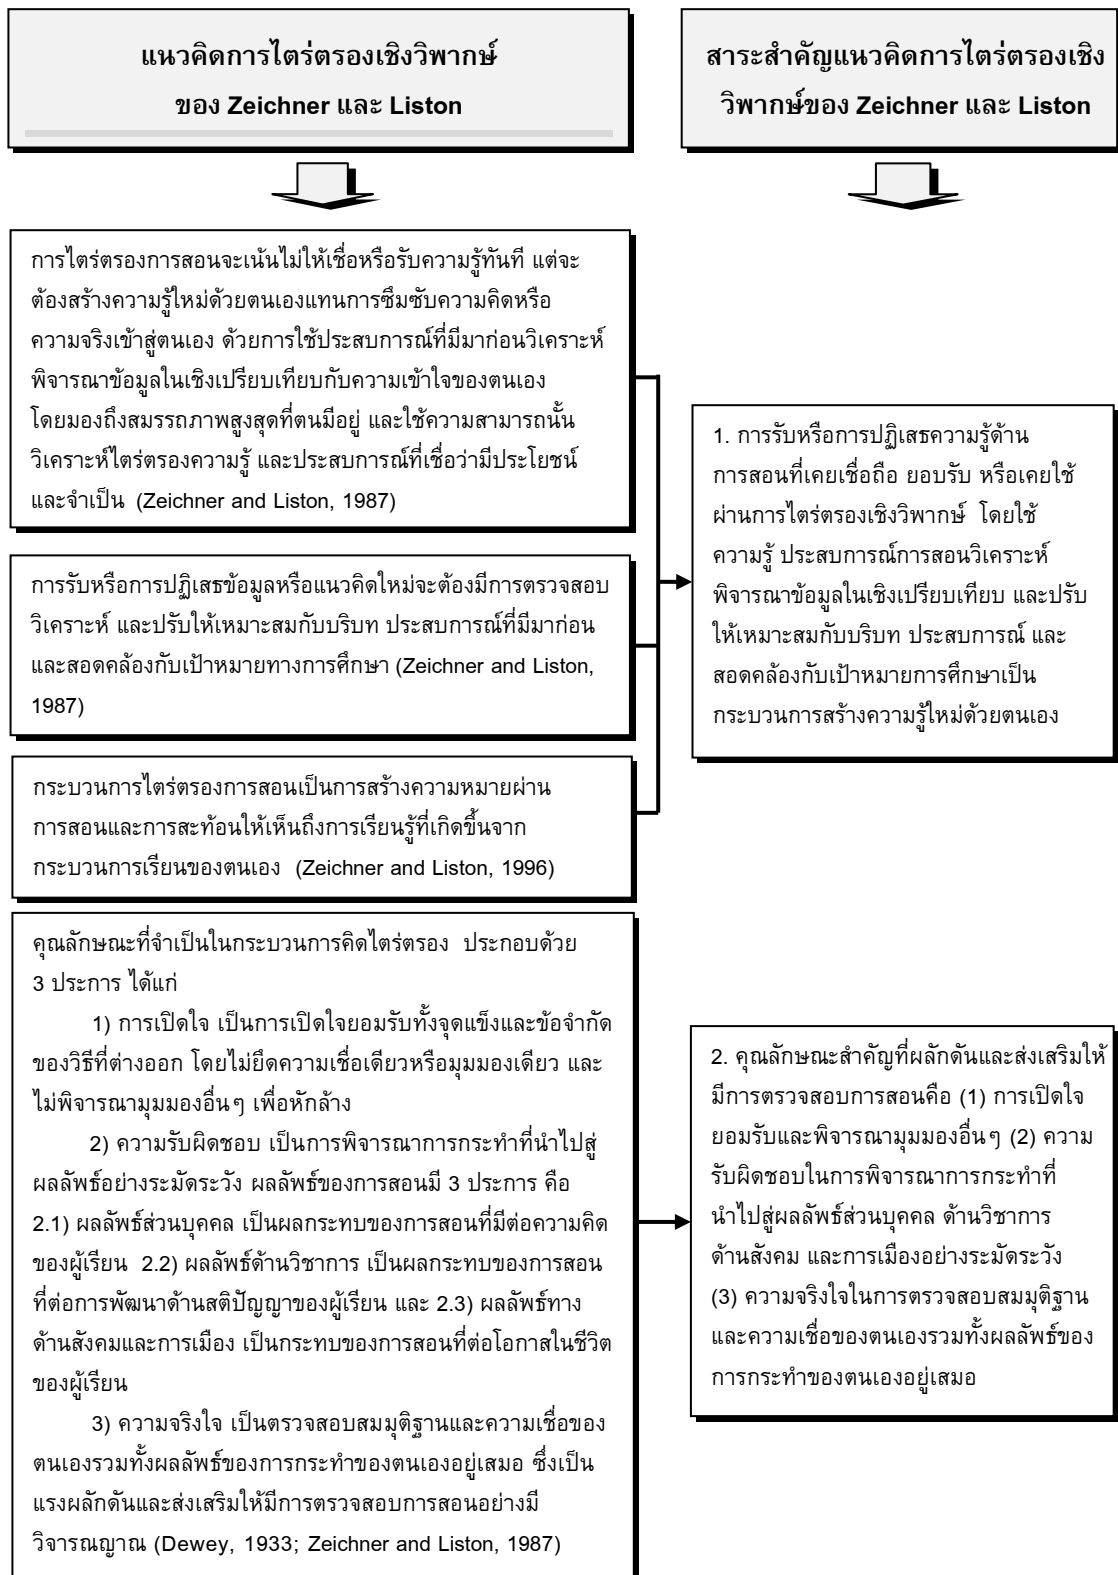 แนวคิดการไตร่ตรองเชิงวิพากษ์
ของ Zeichner และ Liston
สาระสำคัญแนวคิดการไตร่ตรองเชิง
วิพากษ์ของ Zeichner และ Liston
การไตร่ตรองการสอนจะเน้นไม่ให้เชื่อหรือรับความรู้ทันที แต่จะ
ต้องสร้างความรู้ใหม่ด้วยตนเองแทนการซึมซับความคิดหรือ
ความจริงเข้าสู่ตนเอง ด้วยการใช้ประสบการณ์ที่มีมาก่อนวิเคราะห์
พิจารณาข้อมูลในเชิงเปรียบเทียบกับความเข้าใจของตนเอง
โดยมองถึงสมรรถภาพสูงสุดที่ตนมีอยู่ และใช้ความสามารถนั้น
วิเคราะห์ไตร่ตรองความรู้ และประสบการณ์ที่เชื่อว่ามีประโยชน์
และจำเป็น (Zeichner and Liston, 1987)
การรับหรือการปฏิเสธข้อมูลหรือแนวคิดใหม่จะต้องมีการตรวจสอบ
วิเคราะห์ และปรับให้เหมาะสมกับบริบท ประสบการณ์ที่มีมาก่อน
และสอดคล้องกับเป้าหมายทางการศึกษา (Zeichner and Liston,
1987)
กระบวนการไตร่ตรองการสอนเป็นการสร้างความหมายผ่าน
การสอนและการสะท้อนให้เห็นถึงการเรียนรู้ที่เกิดขึ้นจาก
กระบวนการเรียนของตนเอง (Zeichner and Liston, 1996)
1. การรับหรือการปฏิเสธความรู้ด้าน
การสอนที่เคยเชื่อถือ ยอบรับ หรือเคยใช้
ผ่านการไตร่ตรองเชิงวิพากษ์ โดยใช้
ความรู้ ประสบการณ์การสอนวิเคราะห์
พิจารณาข้อมูลในเชิงเปรียบเทียบ และปรับ
ให้เหมาะสมกับบริบท ประสบการณ์ และ
สอดคล้องกับเป้าหมายการศึกษาเป็น
กระบวนการสร้างความรู้ใหม่ด้วยตนเอง
คุณลักษณะที่จำเป็นในกระบวนการคิดไตร่ตรอง ประกอบด้วย
3 ประการ ได้แก่
1) การเปิดใจ เป็นการเปิดใจยอมรับทั้งจุดแข็งและข้อจำกัด
ของวิธีที่ต่างออก โดยไม่ยึดความเชื่อเดียวหรือมุมมองเดียว และ
ไม่พิจารณามุมมองอื่นๆ เพื่อหักล้าง
2) ความรับผิดชอบ เป็นการพิจารณาการกระทำที่นำไปสู่
ผลลัพธ์อย่างระมัดระวัง ผลลัพธ์ของการสอนมี 3 ประการ คือ
2.1) ผลลัพธ์ส่วนบุคคล เป็นผลกระทบของการสอนที่มีต่อความคิด
ของผู้เรียน 2.2) ผลลัพธ์ด้านวิชาการ เป็นผลกระทบของการสอน
ที่ต่อการพัฒนาด้านสติปัญญาของผู้เรียน และ 2.3) ผลลัพธ์ทาง
ด้านสังคมและการเมือง เป็นกระทบของการสอนที่ต่อโอกาสในชีวิต
ของผู้เรียน
3) ความจริงใจ เป็นตรวจสอบสมมุติฐานและความเชื่อของ
ตนเองรวมทั้งผลลัพธ์ของการกระทำของตนเองอยู่เสมอ ซึ่งเป็น
แรงผลักดันและส่งเสริมให้มีการตรวจสอบการสอนอย่างมี
วิจารณญาณ (Dewey, 1933; Zeichner and Liston, 1987)
2. คุณลักษณะสำคัญที่ผลักดันและส่งเสริมให้
มีการตรวจสอบการสอนคือ (1) การเปิดใจ
ยอมรับและพิจารณามุมมองอื่นๆ (2) ความ
รับผิดชอบในการพิจารณาการกระทำที่
นำไปสู่ผลลัพธ์ส่วนบุคคล ด้านวิชาการ
ด้านสังคม และการเมืองอย่างระมัดระวัง
(3) ความจริงใจในการตรวจสอบสมมุติฐาน
และความเชื่อของตนเองรวมทั้งผลลัพธ์ของ
การกระทำของตนเองอยู่เสมอ